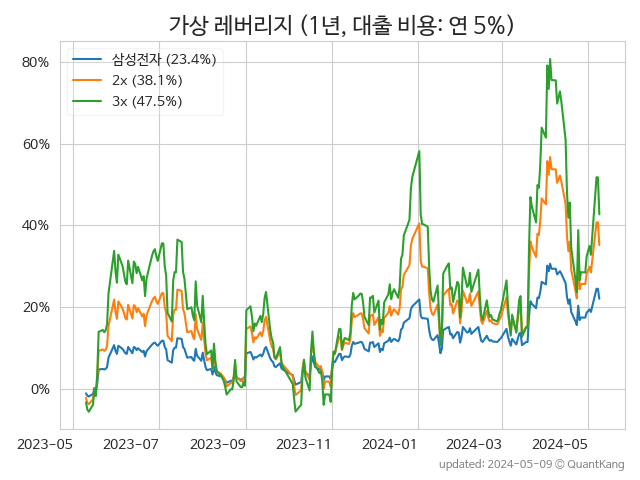 가상 레버리지 (1년, 대출 비용: 연 5%)
삼성전자 (23.4%)
2x (38.1%)
3x (47.5%)
80%
60%
40%
20%
0%
2023-05 2023-07 2023-09 2023-11 2024-01 2024-03 2024-05
updated: 2024-05-09 © QuantKang